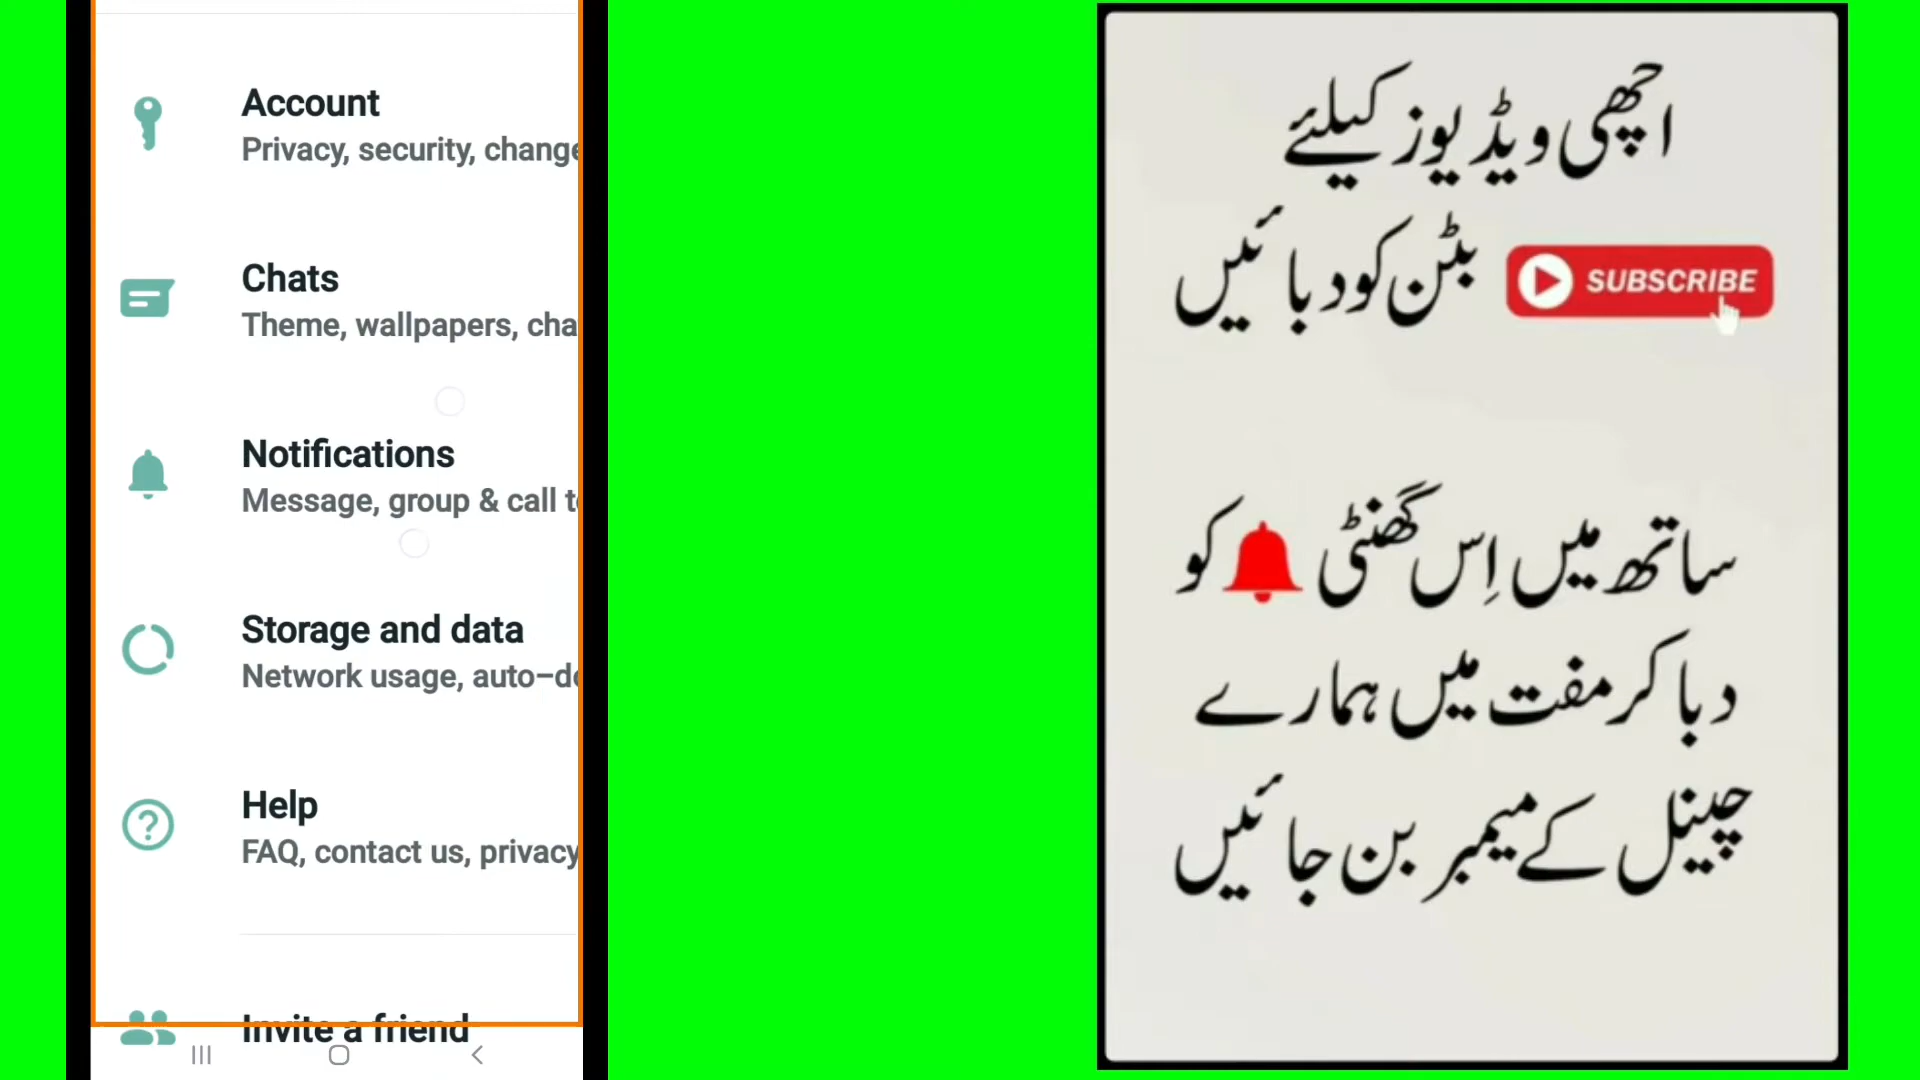 Account
Privacy, security, change
Chats
Theme, wallpapers, cha
Notifications
Message, group & call t
Storage and data
Network usage, auto-d
Help
FAQ, contact us, privacy
Invite a friend
اچھی ویڈیوز کیلئے
SUBSCRIBE بٹن کو دبائیں
ساتھ میں اِس گھنٹی کو
دبا کر مفت میں ہمارے
چینل کے میمبر بن جائیں